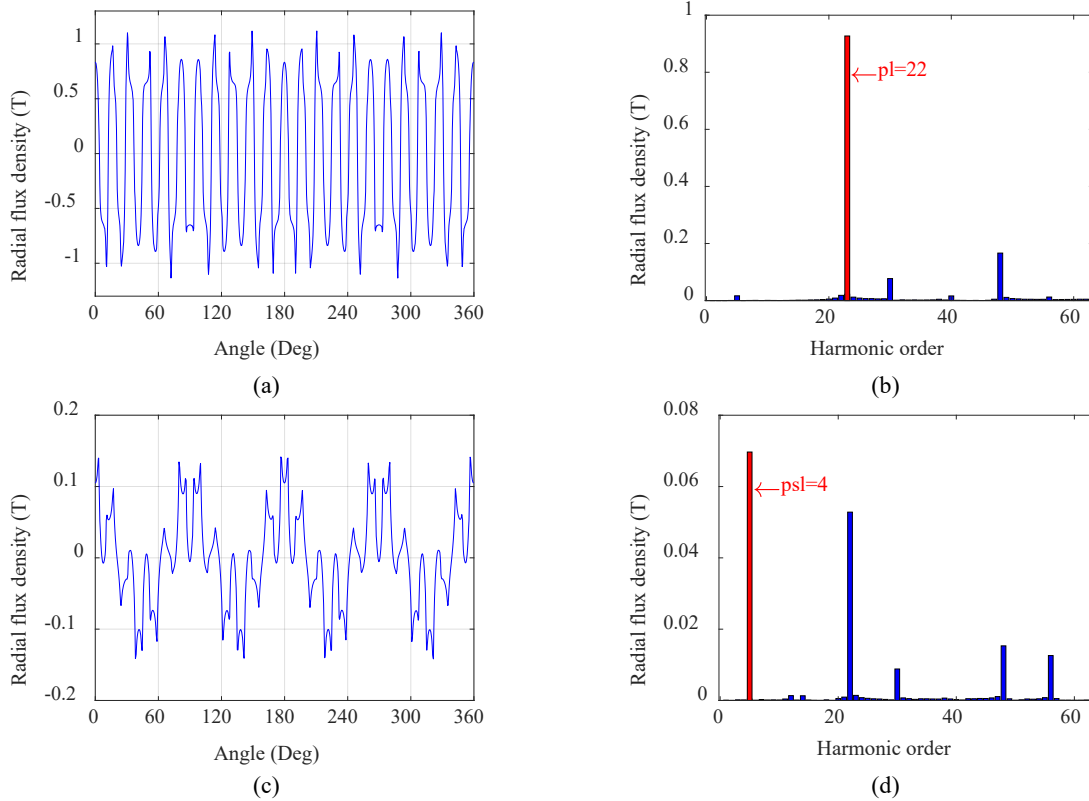 Radial flux density (T)
1
0.5
0
-0.5
-1
0 60 120 180 240 300 360
Angle (Deg)
(a)
Radial flux density (T)
1
0.8
0.6
0.4
0.2
0
0 20 40 60
←pl=22
Harmonic order
(b)
Radial flux density (T)
0.2
0.1
0
-0.1
-0.2
0 60 120 180 240 300 360
Angle (Deg)
(c)
Radial flux density (T)
0.08
0.06
0.04
0.02
0
0 20 40 60
←psl=4
Harmonic order
(d)